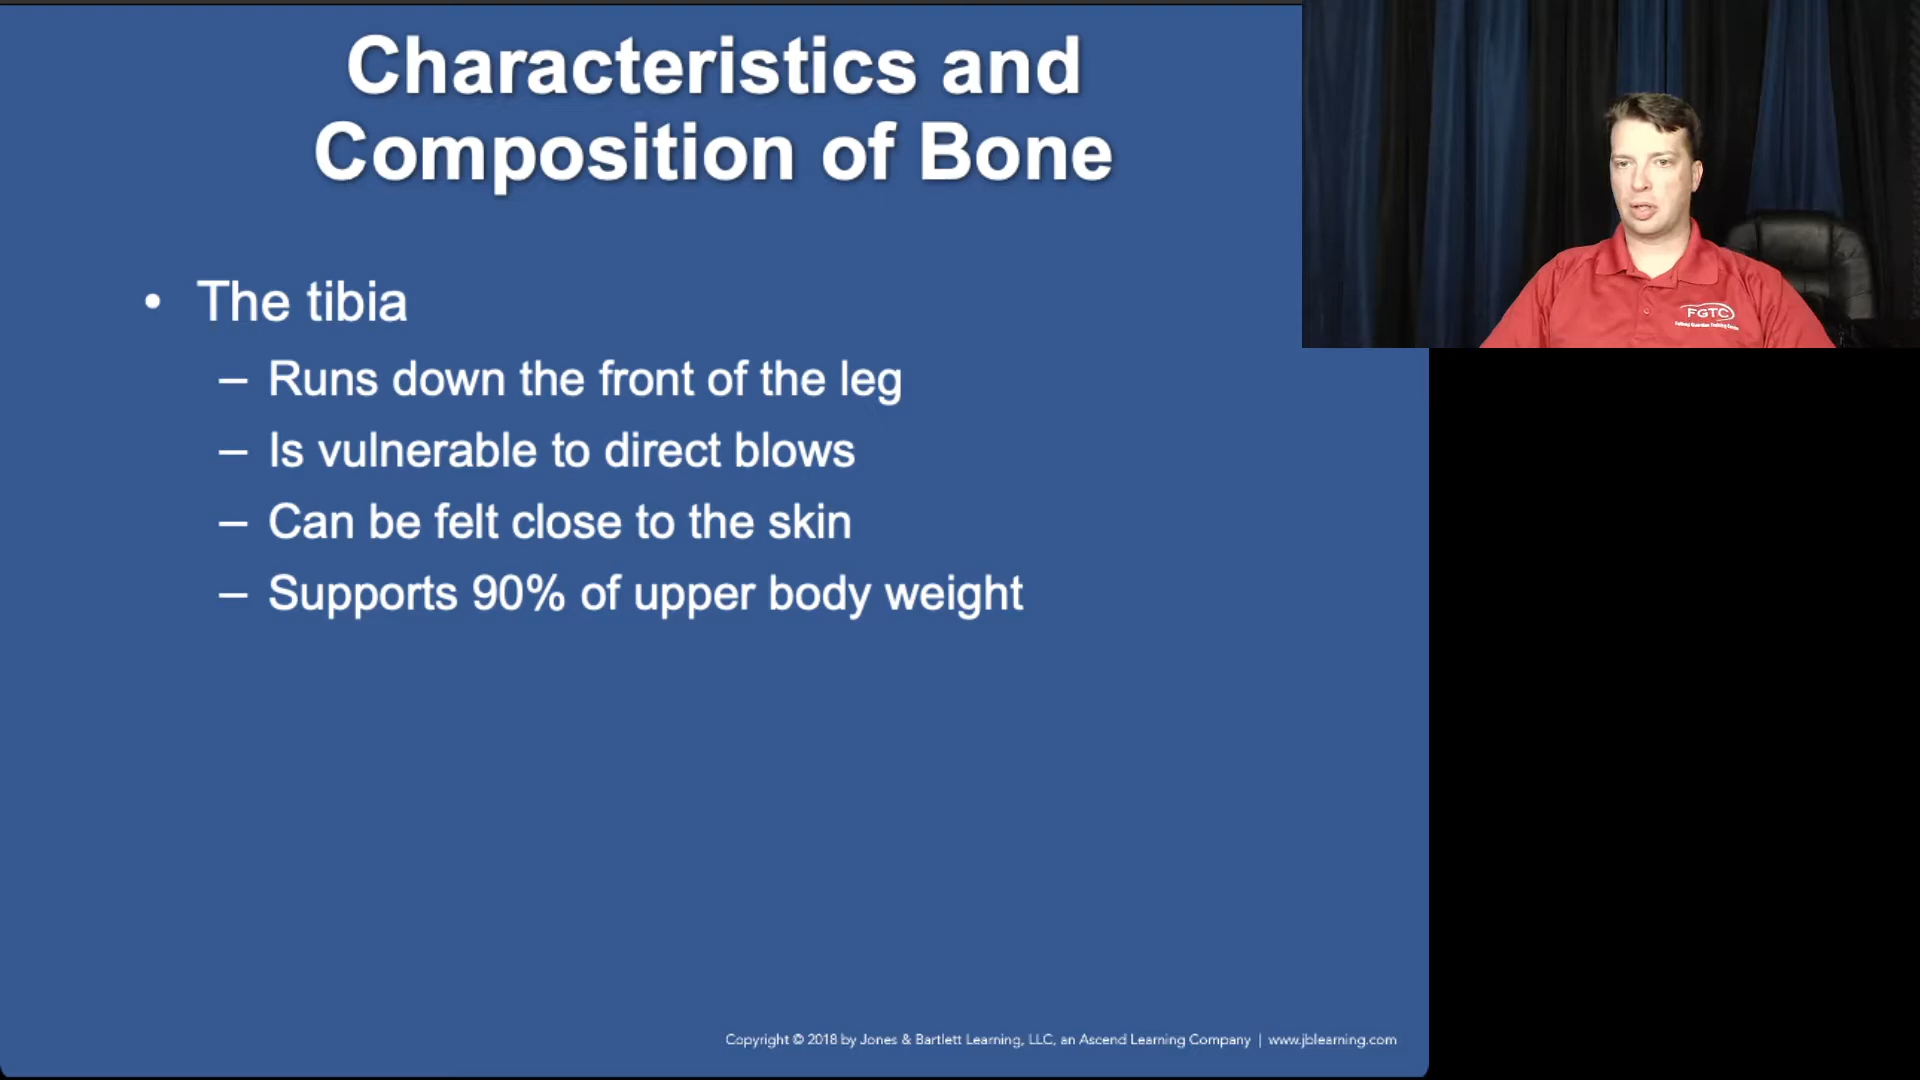 Characteristics and
Composition of Bone
• The tibia
– Runs down the front of the leg
– Is vulnerable to direct blows
– Can be felt close to the skin
– Supports 90% of upper body weight
FGTC
Copyright © 2018 by Jones & Bartlett Learning, LLC, an Ascend Learning Company | www.jblearning.com